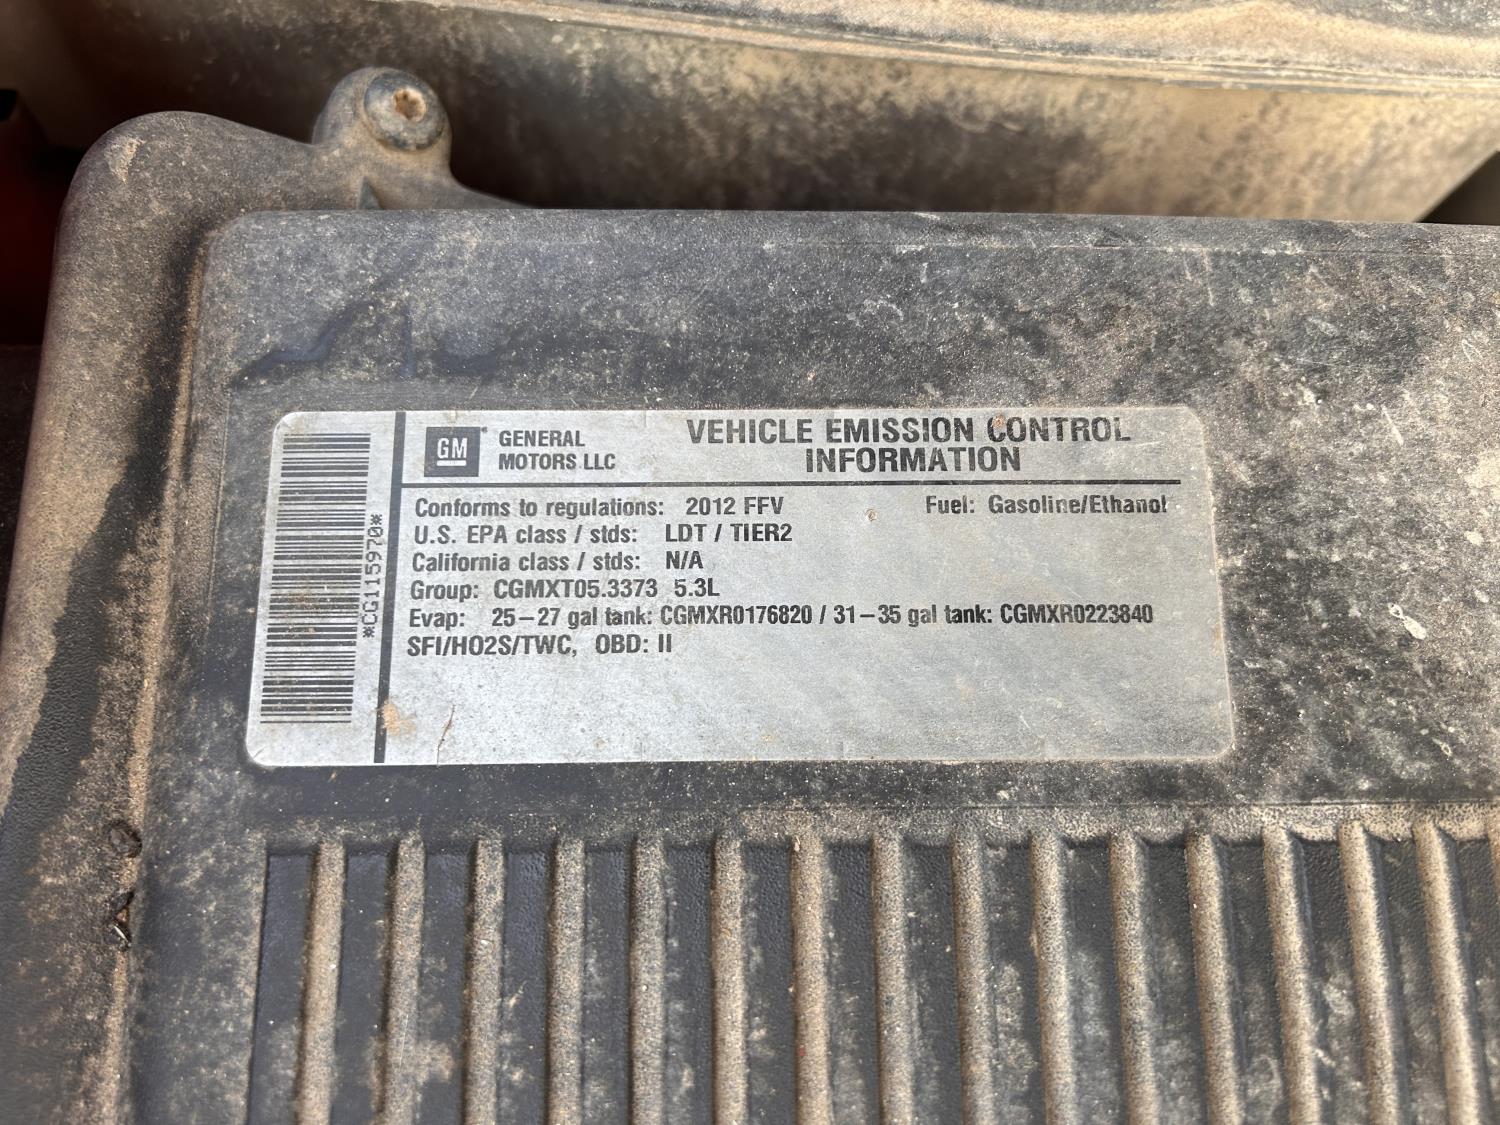 GM
GENERAL
MOTORS LLC
VEHICLE EMISSION CONTROL
INFORMATION
Conforms to regulations: 2012 FFV Fuel: Gasoline/Ethanol
U.S. EPA class / stds: LDT / TIER2
California class / stds: N/A
Group: CGMXT05.3373 5.3L
Evap: 25-27 gal tank: CGMXR0176820 / 31-35 gal tank: CGMXR0223840
SFI/HO2S/TWC, OBD: II
*CG115970*